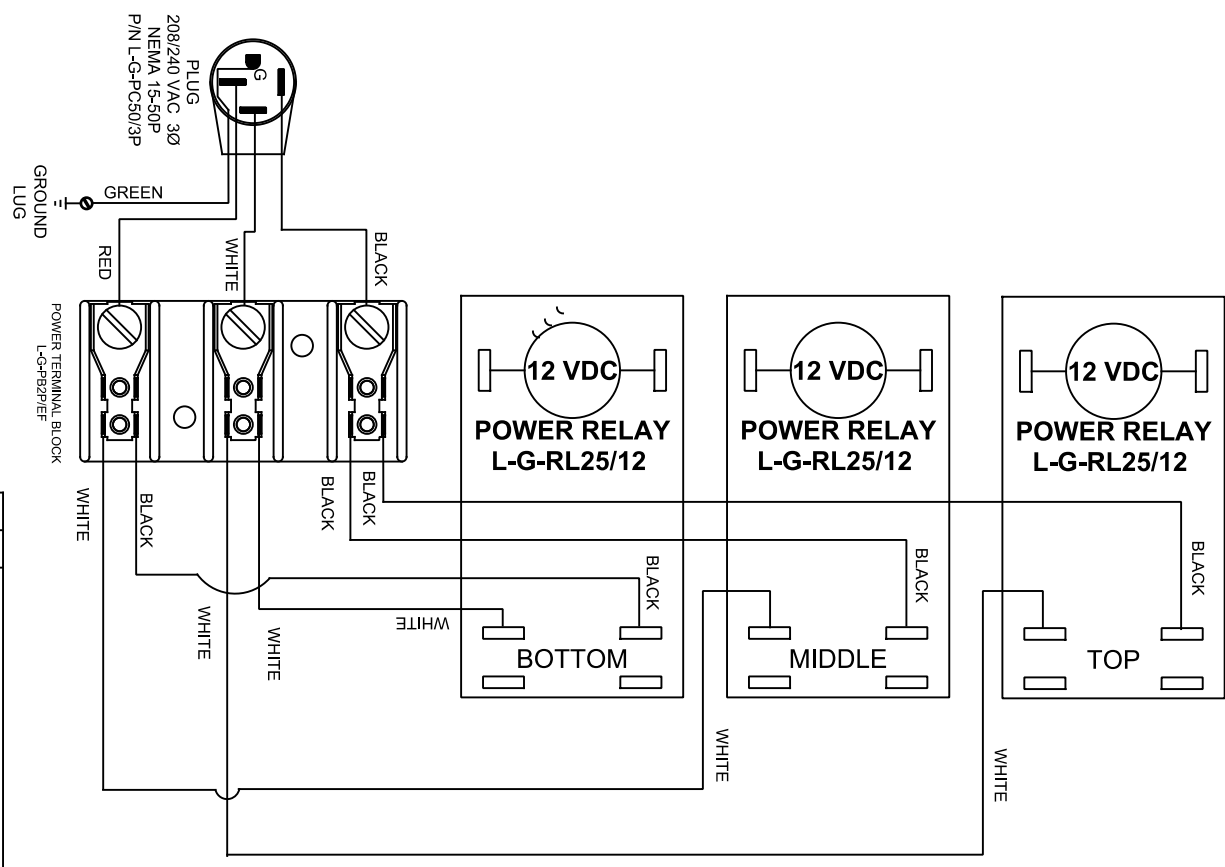 PLUG
208/240 VAC 3Ø
NEMA 15-50P
P/N L-G-PC50/3P
G
GROUND
LUG
GREEN
RED
WHITE
BLACK
POWER TERMINAL BLOCK
L-G-PB2P/EF
12 VDC
POWER RELAY
L-G-RL25/12
12 VDC
POWER RELAY
L-G-RL25/12
12 VDC
POWER RELAY
L-G-RL25/12
WHITE
BLACK
BLACK
BLACK
WHITE
WHITE
WHITE
BLACK
BLACK
BLACK
BOTTOM
MIDDLE
TOP
WHITE
WHITE